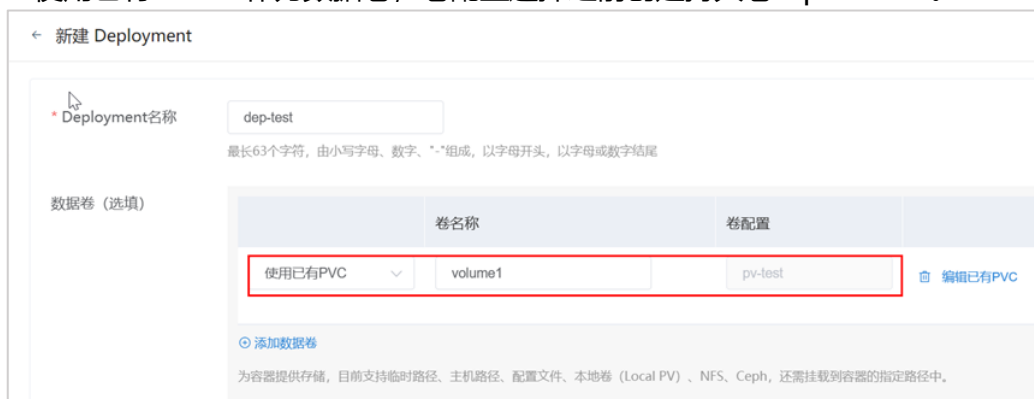 ← 新建 Deployment
* Deployment名称 dep-test
最长63个字符，由小写字母、数字、"-"组成，以字母开头，以字母或数字结尾
数据卷（选填）
卷名称 卷配置
使用已有PVC volume1 pv-test 编辑已有PVC
添加数据卷
为容器提供存储，目前支持临时路径、主机路径、配置文件、本地卷（Local PV）、NFS、Ceph，还需挂载到容器的指定路径中。